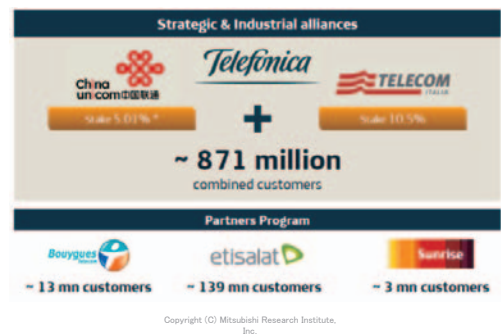 Strategic & Industrial alliances
China
unicom中国联通
Telefónica
TELECOM
ITALIA
Stake 5.01% *
+
Stake 10.5%
~ 871 million
combined customers
Partners Program
Bouygues
telecom
etisalat
Sunrise
~ 13 mn customers
~ 139 mn customers
~ 3 mn customers
Copyright (C) Mitsubishi Research Institute,
Inc.